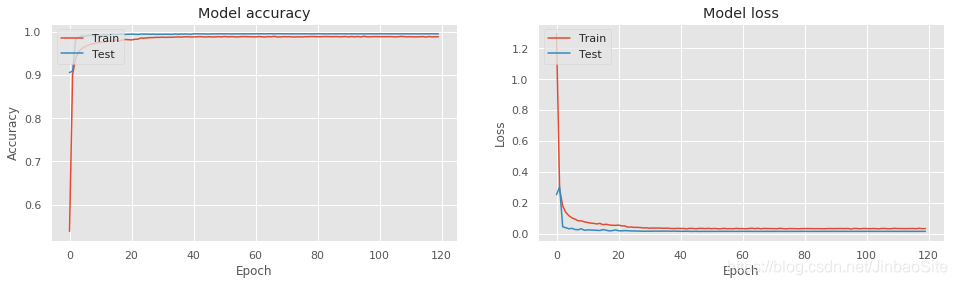 Model accuracy
Train
Test
1.0
0.9
0.8
0.7
0.6
Accuracy
0 20 40 60 80 100 120
Epoch
Model loss
Train
Test
1.2
1.0
0.8
0.6
0.4
0.2
0.0
Loss
0 20 40 60 80 100 120
Epoch
https://blog.csdn.net/JinbaoSite